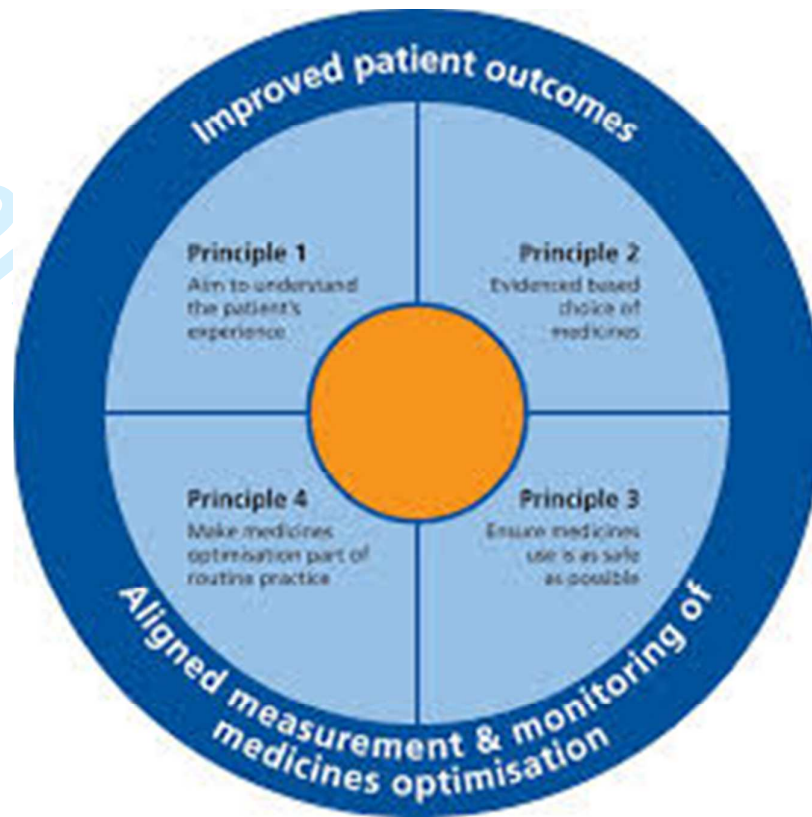 Improved patient outcomes
Principle 1
Aim to understand
the patient's
experience
Principle 2
Evidenced based
choice of
medicines
Principle 4
Make medicines
optimisation part of
routine practice
Principle 3
Ensure medicines
use is as safe
as possible
Aligned measurement & monitoring of
medicines optimisation